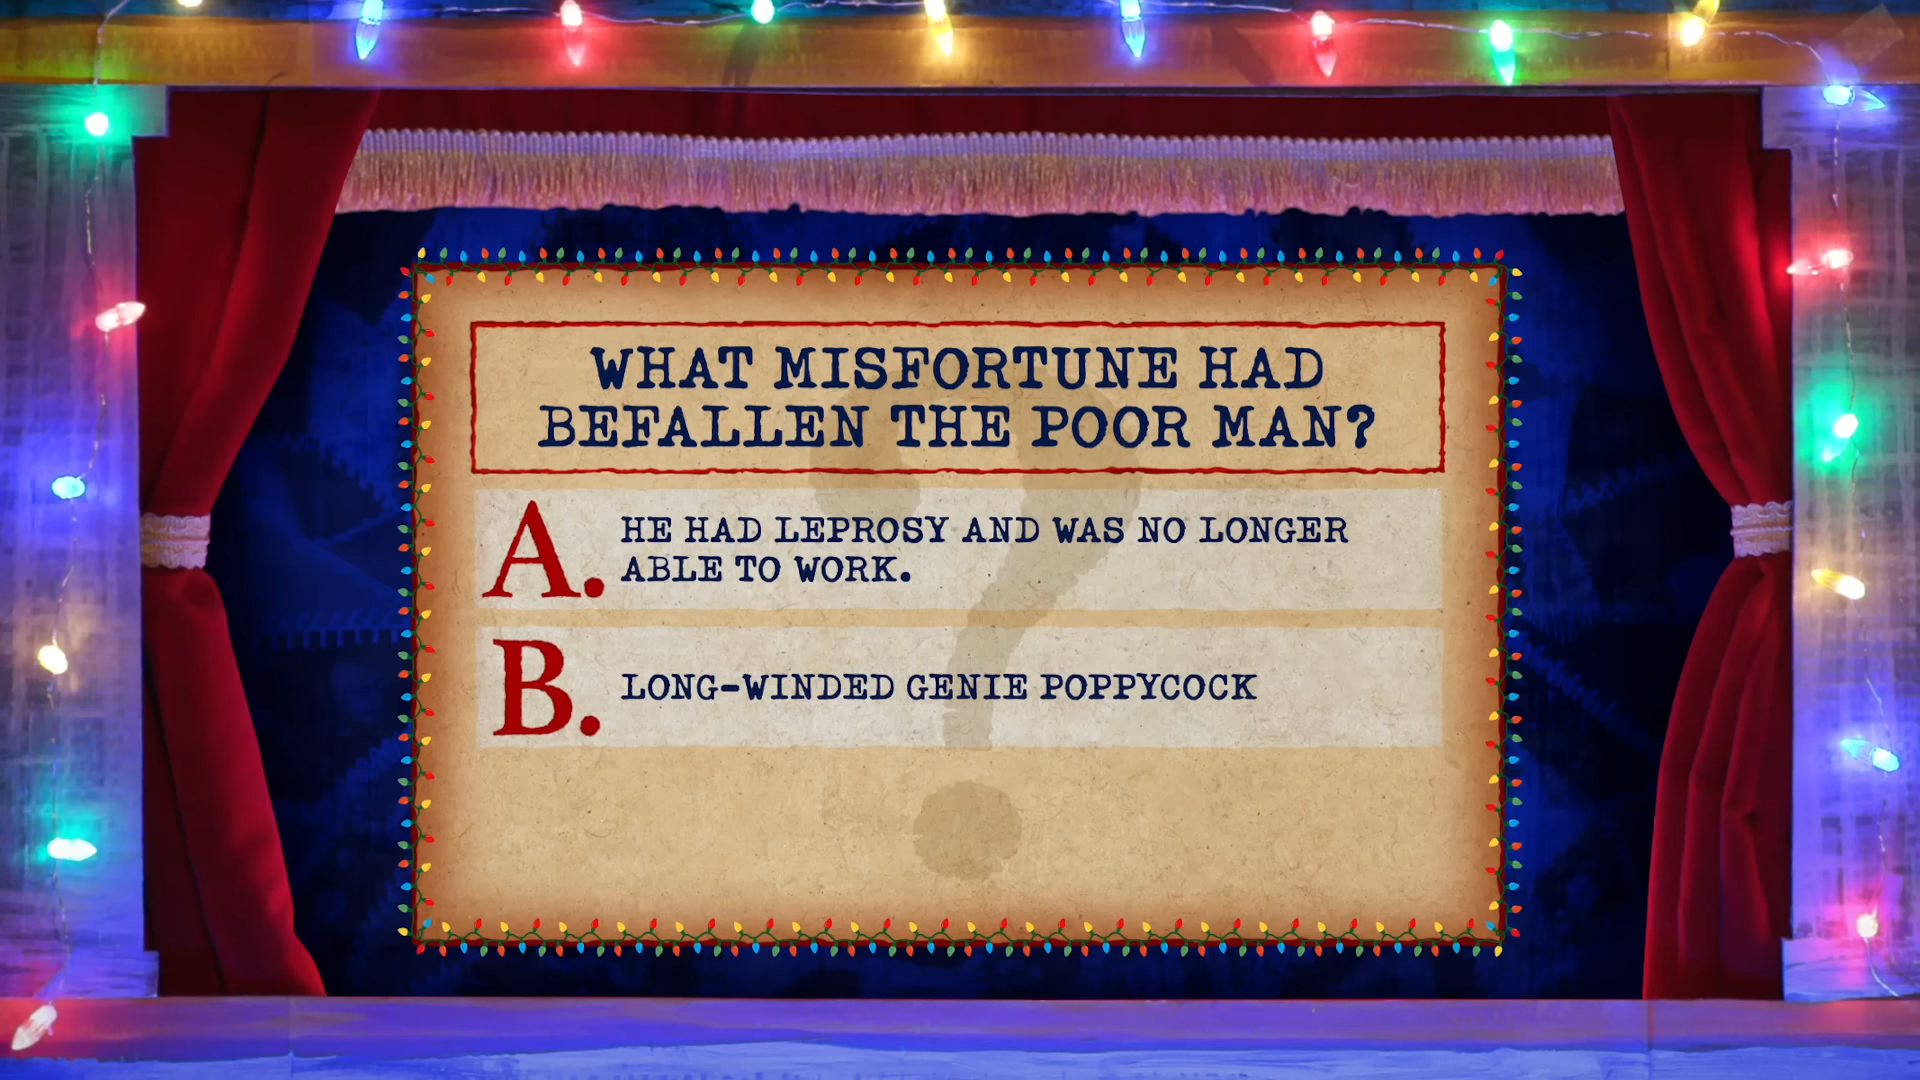 WHAT MISFORTUNE HAD
BEFALLEN THE POOR MAN?
A. HE HAD LEPROSY AND WAS NO LONGER
ABLE TO WORK.
B. LONG-WINDED GENIE POPPYCOCK